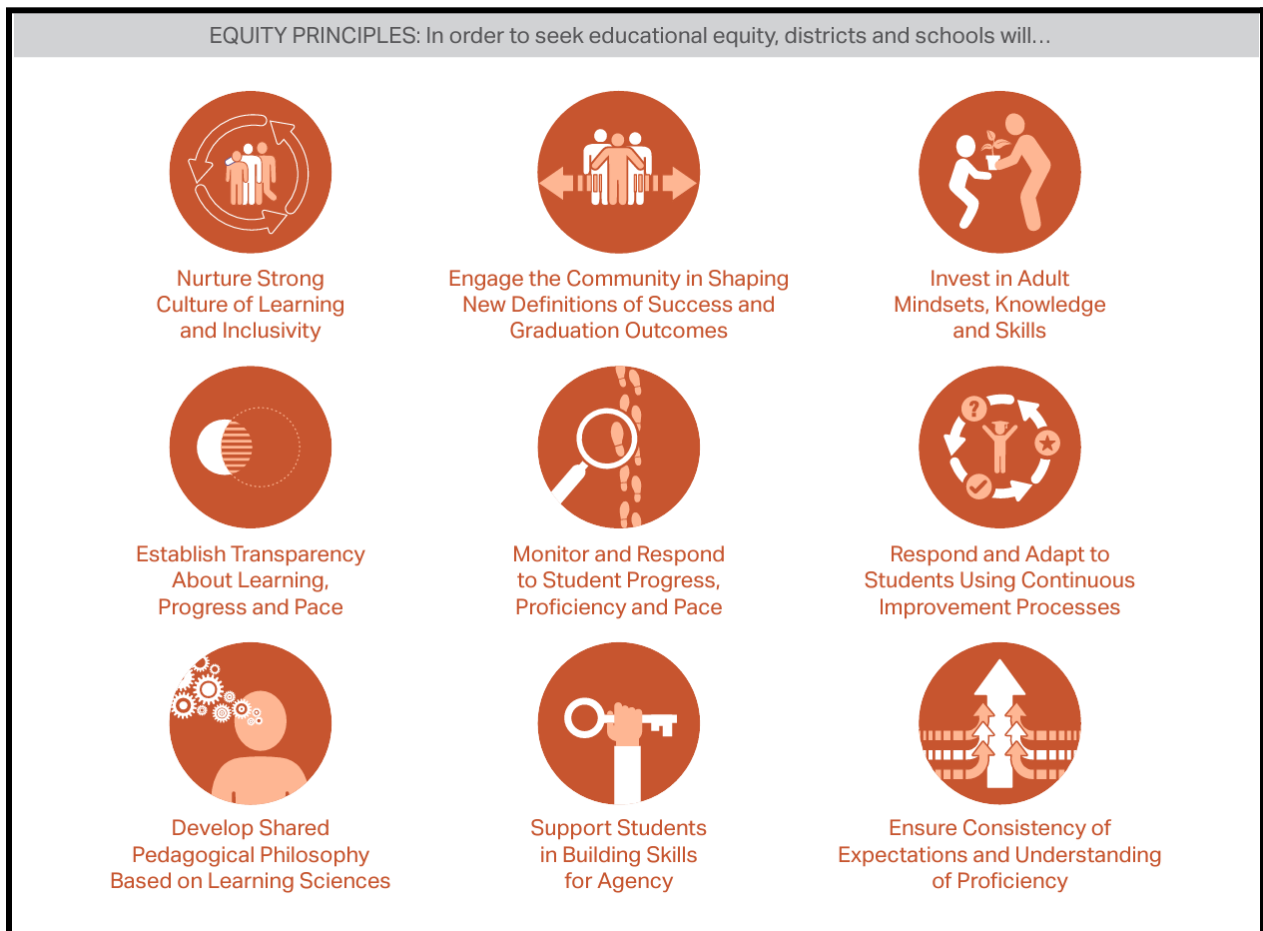 EQUITY PRINCIPLES: In order to seek educational equity, districts and schools will…
Nurture Strong
Culture of Learning
and Inclusivity
Engage the Community in Shaping
New Definitions of Success and
Graduation Outcomes
Invest in Adult
Mindsets, Knowledge
and Skills
?
Establish Transparency
About Learning,
Progress and Pace
Monitor and Respond
to Student Progress,
Proficiency and Pace
Respond and Adapt to
Students Using Continuous
Improvement Processes
Develop Shared
Pedagogical Philosophy
Based on Learning Sciences
Support Students
in Building Skills
for Agency
Ensure Consistency of
Expectations and Understanding
of Proficiency